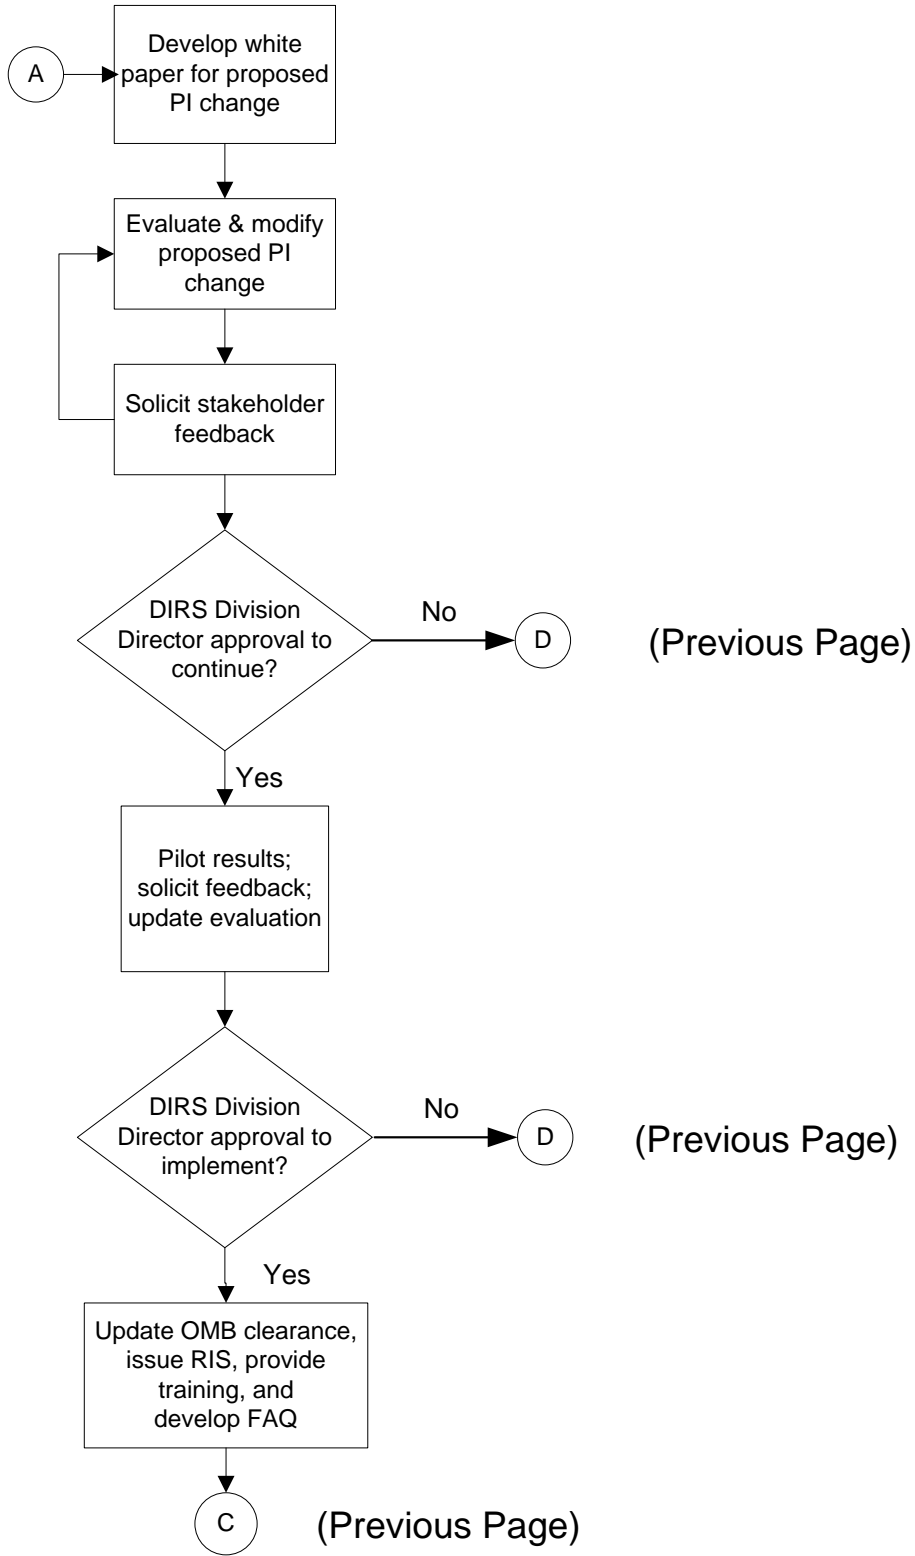 Develop white
A
paper for proposed
PI change
Evaluate & modify
proposed PI
change
Solicit stakeholder
feedback
DIRS Division
Director approval to
continue?
No
D
(Previous Page)
Yes
Pilot results;
solicit feedback;
update evaluation
DIRS Division
Director approval to
implement?
No
D
(Previous Page)
Yes
Update OMB clearance,
issue RIS, provide
training, and
develop FAQ
C
(Previous Page)